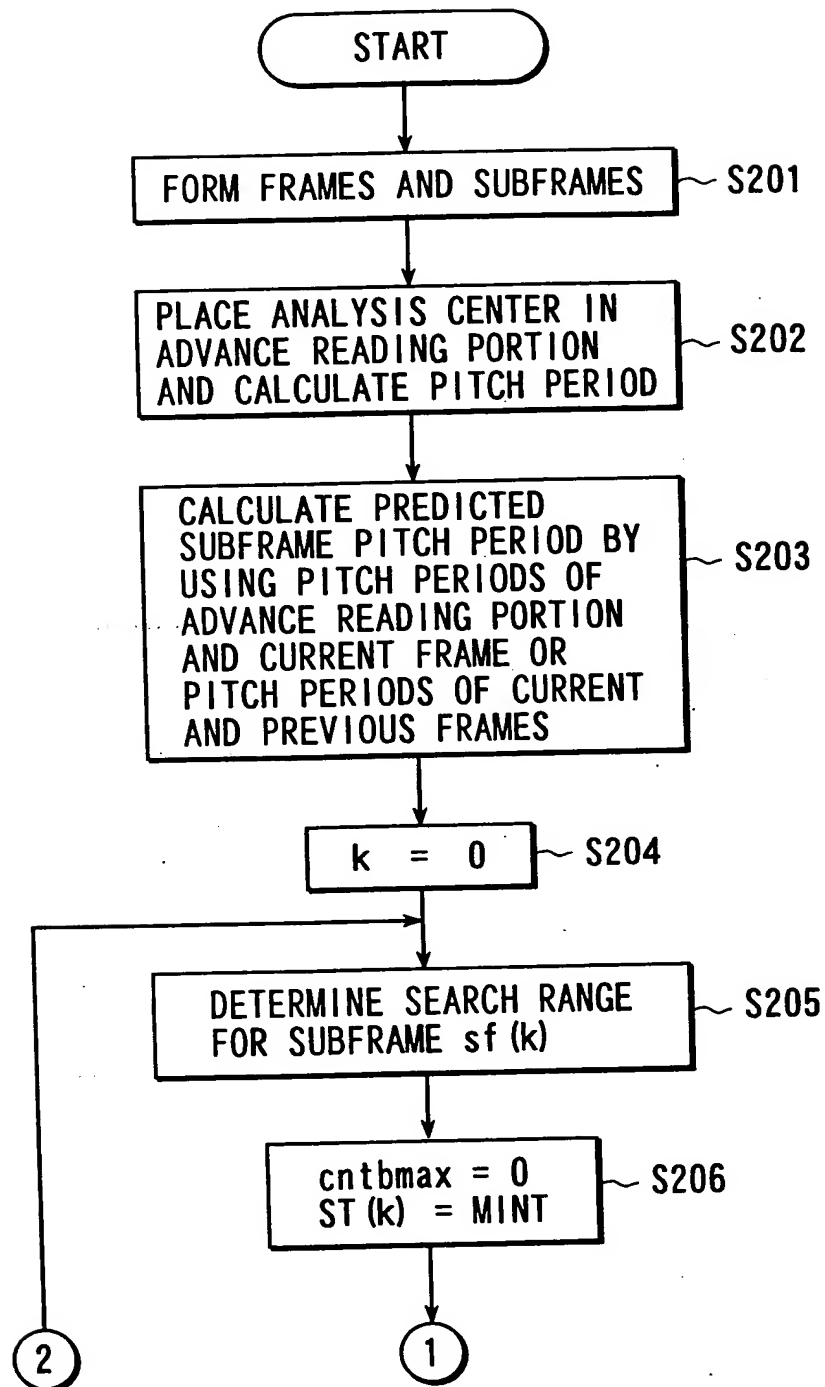 START
FORM FRAMES AND SUBFRAMES
S201
PLACE ANALYSIS CENTER IN
ADVANCE READING PORTION
AND CALCULATE PITCH PERIOD
S202
CALCULATE PREDICTED
SUBFRAME PITCH PERIOD BY
USING PITCH PERIODS OF
ADVANCE READING PORTION
AND CURRENT FRAME OR
PITCH PERIODS OF CURRENT
AND PREVIOUS FRAMES
S203
k = 0
S204
DETERMINE SEARCH RANGE
FOR SUBFRAME sf(k)
S205
cntbmax = 0
ST(k) = MINT
S206
2
1